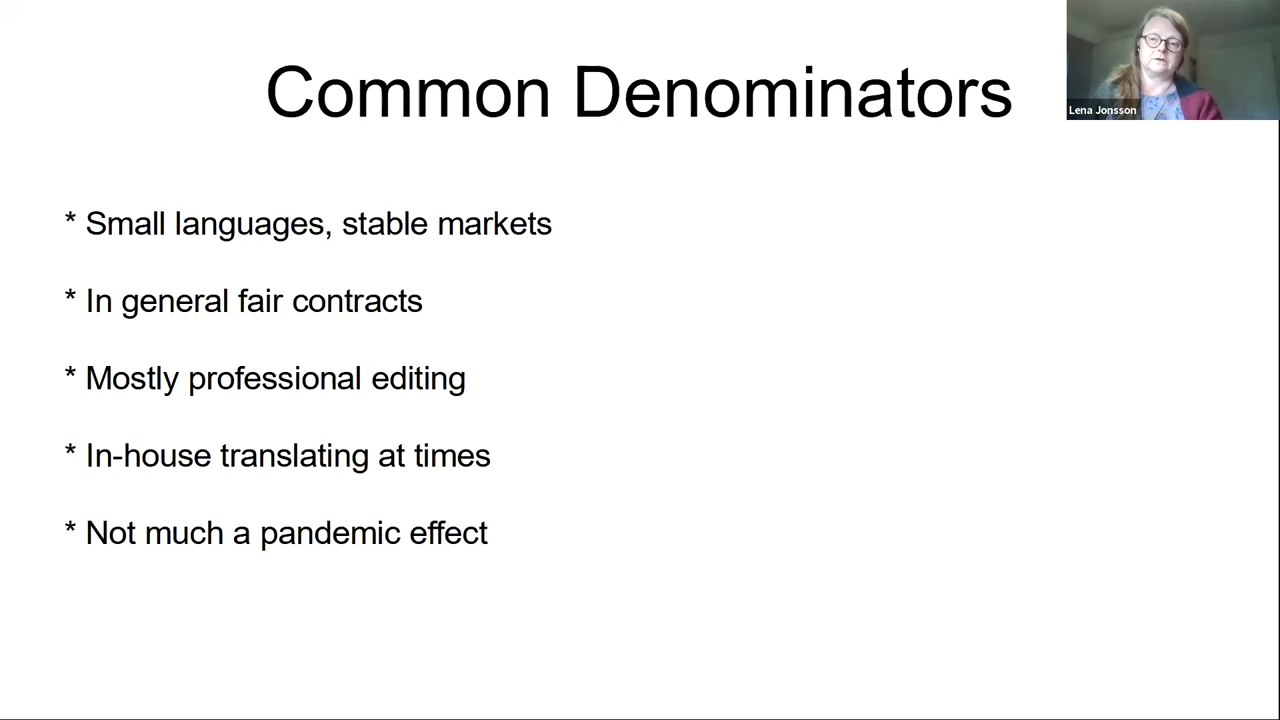 Common Denominators
Lena Jonsson
* Small languages, stable markets
* In general fair contracts
* Mostly professional editing
* In-house translating at times
* Not much a pandemic effect